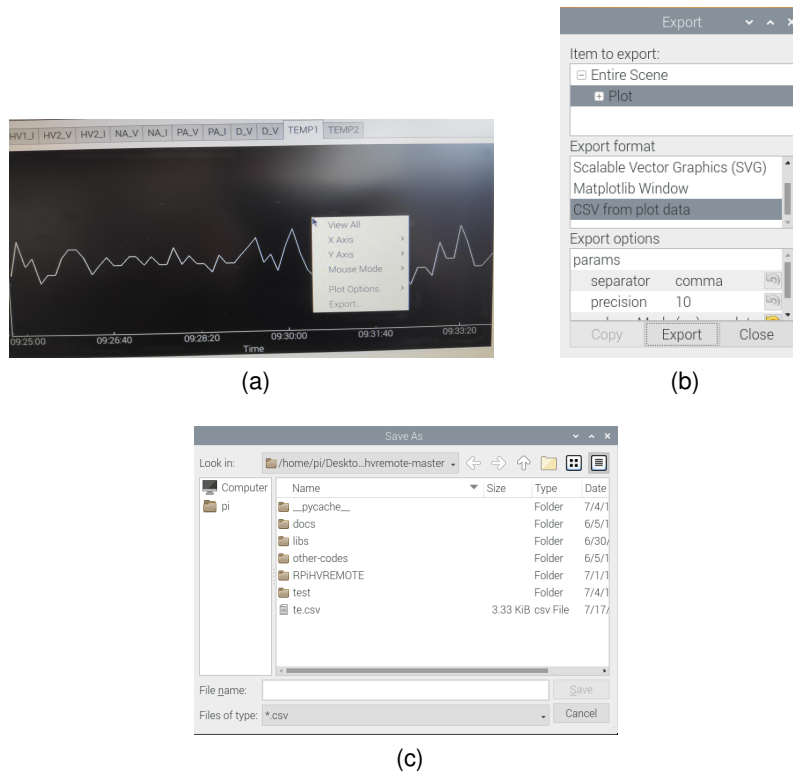 HV1_I HV2_V HV2_I NA_V NA_I PA_V PA_I D_V D_V TEMP1 TEMP2
View All
X Axis
Y Axis
Mouse Mode
Plot Options
Export...
09:25:00 09:26:40 09:28:20 09:30:00 09:31:40 09:33:20
Time
(a)
Export
Item to export:
Entire Scene
Plot
Export format
Scalable Vector Graphics (SVG)
Matplotlib Window
CSV from plot data
Export options
params
separator comma
precision 10
Copy Export Close
(b)
Save As
Look in: /home/pi/Deskto...hvremote-master
Computer
pi
Name Size Type Date
__pycache__ Folder 7/4/1
docs Folder 6/5/1
libs Folder 6/30/
other-codes Folder 6/5/1
RPiHVREMOTE Folder 7/1/1
test Folder 7/4/1
te.csv 3.33 KiB csv File 7/17/
File name: Save
Files of type: *.csv Cancel
(c)